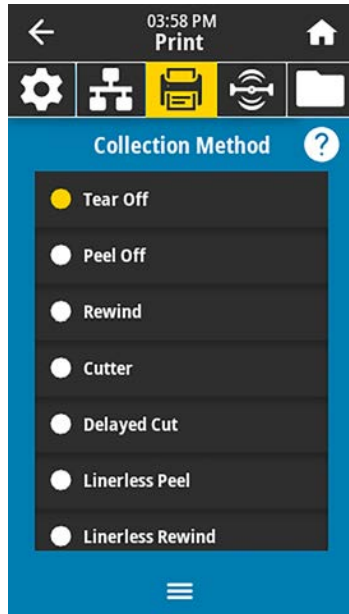 03:58 PM
Print
Collection Method
?
Tear Off
Peel Off
Rewind
Cutter
Delayed Cut
Linerless Peel
Linerless Rewind